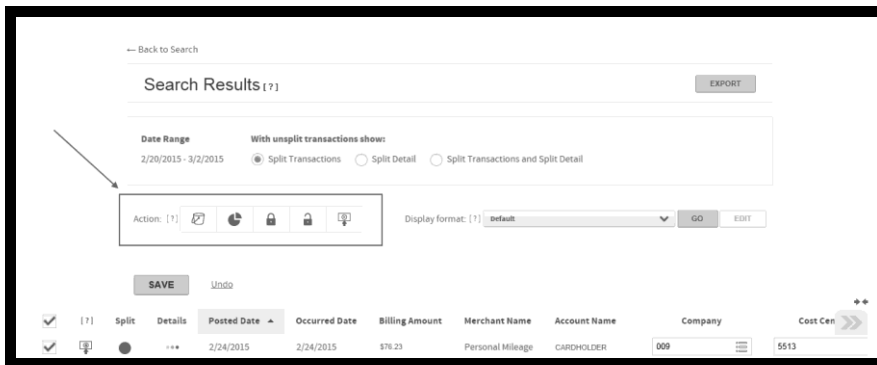 ← Back to Search
Search Results [?]
EXPORT
Date Range
With unsplit transactions show:
2/20/2015 - 3/2/2015
Split Transactions
Split Detail
Split Transactions and Split Detail
Action: [?]
Display format: [?] Default
GO
EDIT
SAVE
Undo
[?] Split Details Posted Date Occurred Date Billing Amount Merchant Name Account Name Company Cost Cen
2/24/2015 2/24/2015 $76.23 Personal Mileage CARDHOLDER 009 5513